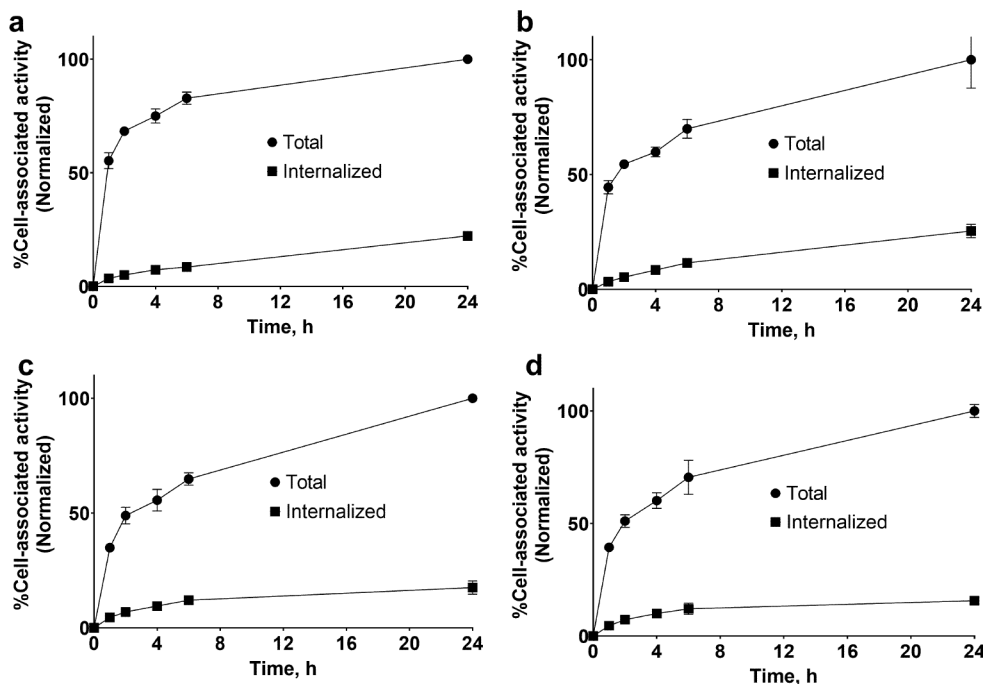 a
%Cell-associated activity
(Normalized)
100
50
0
Total
Internalized
0 4 8 12 16 20 24
Time, h
b
%Cell-associated activity
(Normalized)
100
50
0
Total
Internalized
0 4 8 12 16 20 24
Time, h
c
%Cell-associated activity
(Normalized)
100
50
0
Total
Internalized
0 4 8 12 16 20 24
Time, h
d
%Cell-associated activity
(Normalized)
100
50
0
Total
Internalized
0 4 8 12 16 20 24
Time, h